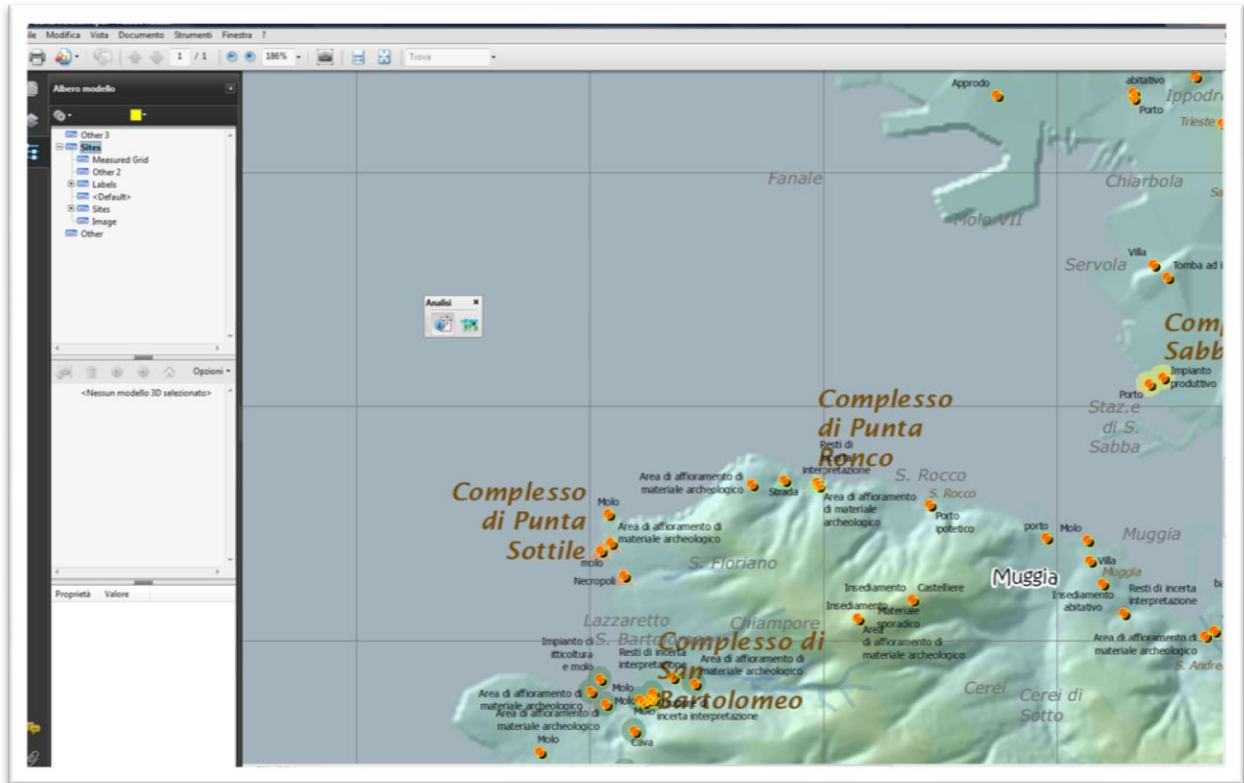 Modifica Vista Documento Strumenti Finestra ?
1 / 1 186% Trova
Albero modello
Other 3
Sites
Measured Grid
Other 2
Labels
<Default>
Sites
Image
Other
Opzioni
<Nessun modello 3D selezionato>
Proprietà Valore
Analisi
Approdo
abitativo
Porto
Trieste
Fanale
Chiarbola
Molo VII
Villa
Servola
Tomba ad
Impianto
produttivo
Porto
Staz.e
di S.
Sabba
Complesso
di Punta
Ronco
Resti di
incerta
interpretazione
Area di affioramento di
materiale archeologico
Strada
S. Rocco
S. Rocco
Area di affioramento
di materiale
archeologico
Porto
ipotetico
Complesso
di Punta
Sottile
Molo
Area di affioramento di
materiale archeologico
molo
Necropoli
S. Floriano
porto
Molo
Muggia
Villa
Muggia
Muggia
Insediamento
abitativo
Resti di incerta
interpretazione
Area di affioramento di
materiale archeologico
Insediamento
Castelliere
Insediamento
Materiale
sporadico
Area
di affioramento di
materiale archeologico
Lazzaretto
Chiampore
Complesso di
San
Bartolomeo
Impianto di
itticoltura
e molo
Resti di incerta
interpretazione
Area di affioramento di
materiale archeologico
Molo
Area di affioramento di
materiale archeologico
Molo
Area di affioramento di
materiale archeologico
Molo
incerta interpretazione
Cava
Molo
Cerei
Cerei di
Sotto